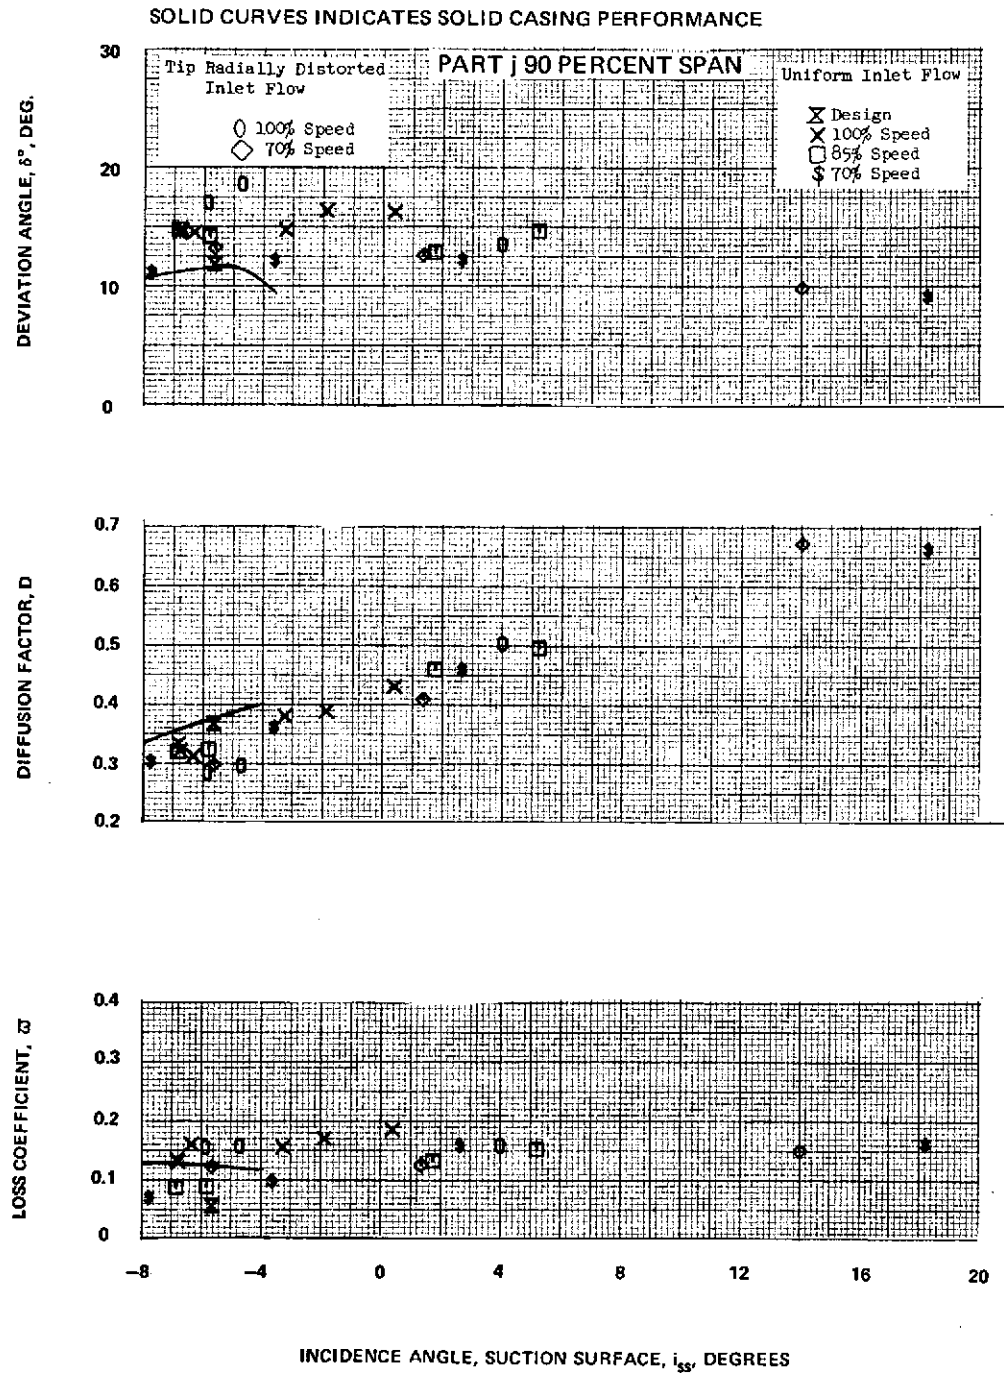 SOLID CURVES INDICATES SOLID CASING PERFORMANCE
PART j 90 PERCENT SPAN
Tip Radially Distorted
Inlet Flow
100% Speed
70% Speed
Uniform Inlet Flow
Design
100% Speed
85% Speed
$ 70% Speed
DEVIATION ANGLE, δ°, DEG.
30
20
10
0
DIFFUSION FACTOR, D
0.7
0.6
0.5
0.4
0.3
0.2
LOSS COEFFICIENT, ϖ
0.4
0.3
0.2
0.1
0
−8 −4 0 4 8 12 16 20
INCIDENCE ANGLE, SUCTION SURFACE, iss, DEGREES